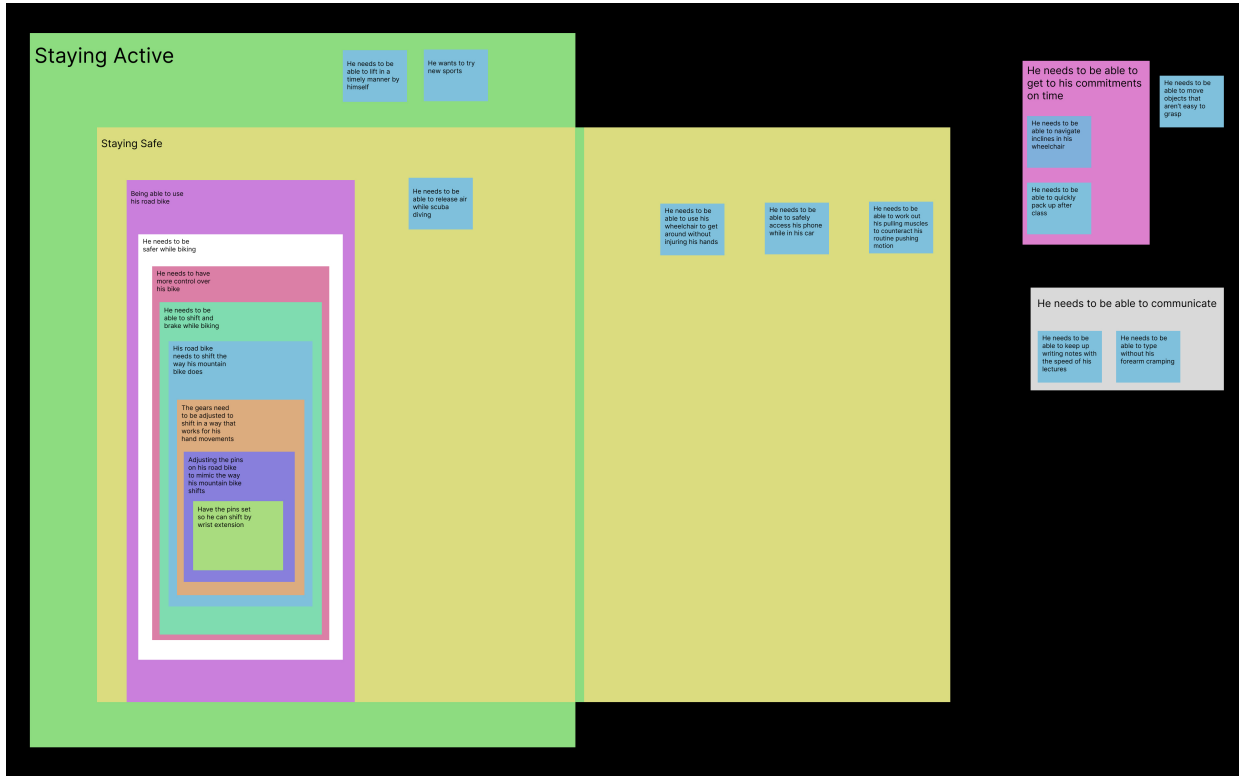 Staying Active
He needs to be
able to lift in a
timely manner by
himself
He wants to try
new sports
Staying Safe
Being able to use
his road bike
He needs to be
safer while biking
He needs to have
more control over
his bike
He needs to be
able to shift and
brake while biking
His road bike
needs to shift the
way his mountain
bike does
The gears need
to be adjusted to
shift in a way that
works for his
hand movements
Adjusting the pins
on his road bike
to mimic the way
his mountain bike
shifts
Have the pins set
so he can shift by
wrist extension
He needs to be
able to release air
while scuba
diving
He needs to be
able to use his
wheelchair to get
around without
injuring his hands
He needs to be
able to safely
access his phone
while in his car
He needs to be
able to work out
his pulling muscles
to counteract his
routine pushing
motion
He needs to be able to
get to his commitments
on time
He needs to be
able to navigate
inclines in his
wheelchair
He needs to be
able to quickly
pack up after
class
He needs to be
able to move
objects that
aren't easy to
grasp
He needs to be able to communicate
He needs to be
able to keep up
writing notes with
the speed of his
lectures
He needs to be
able to type
without his
forearm cramping